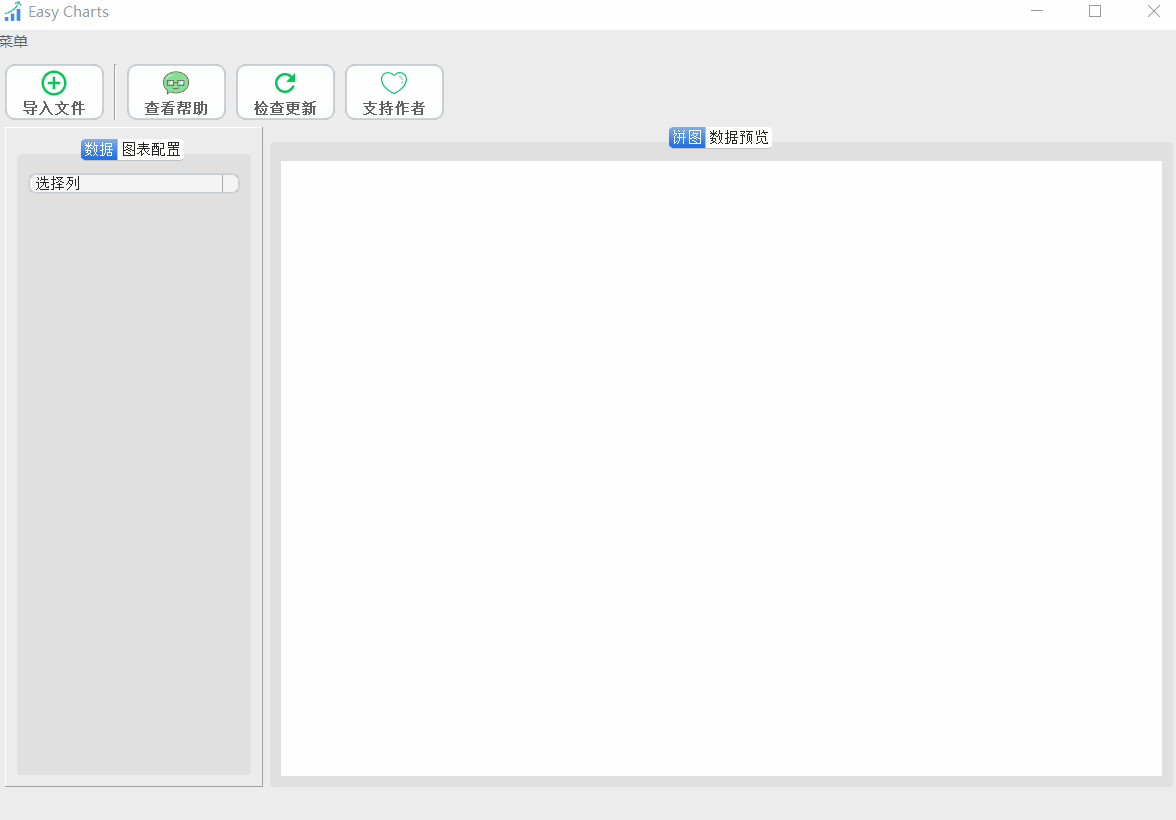 Easy Charts
菜单
导入文件 查看帮助 检查更新 支持作者
数据 图表配置
饼图 数据预览
选择列